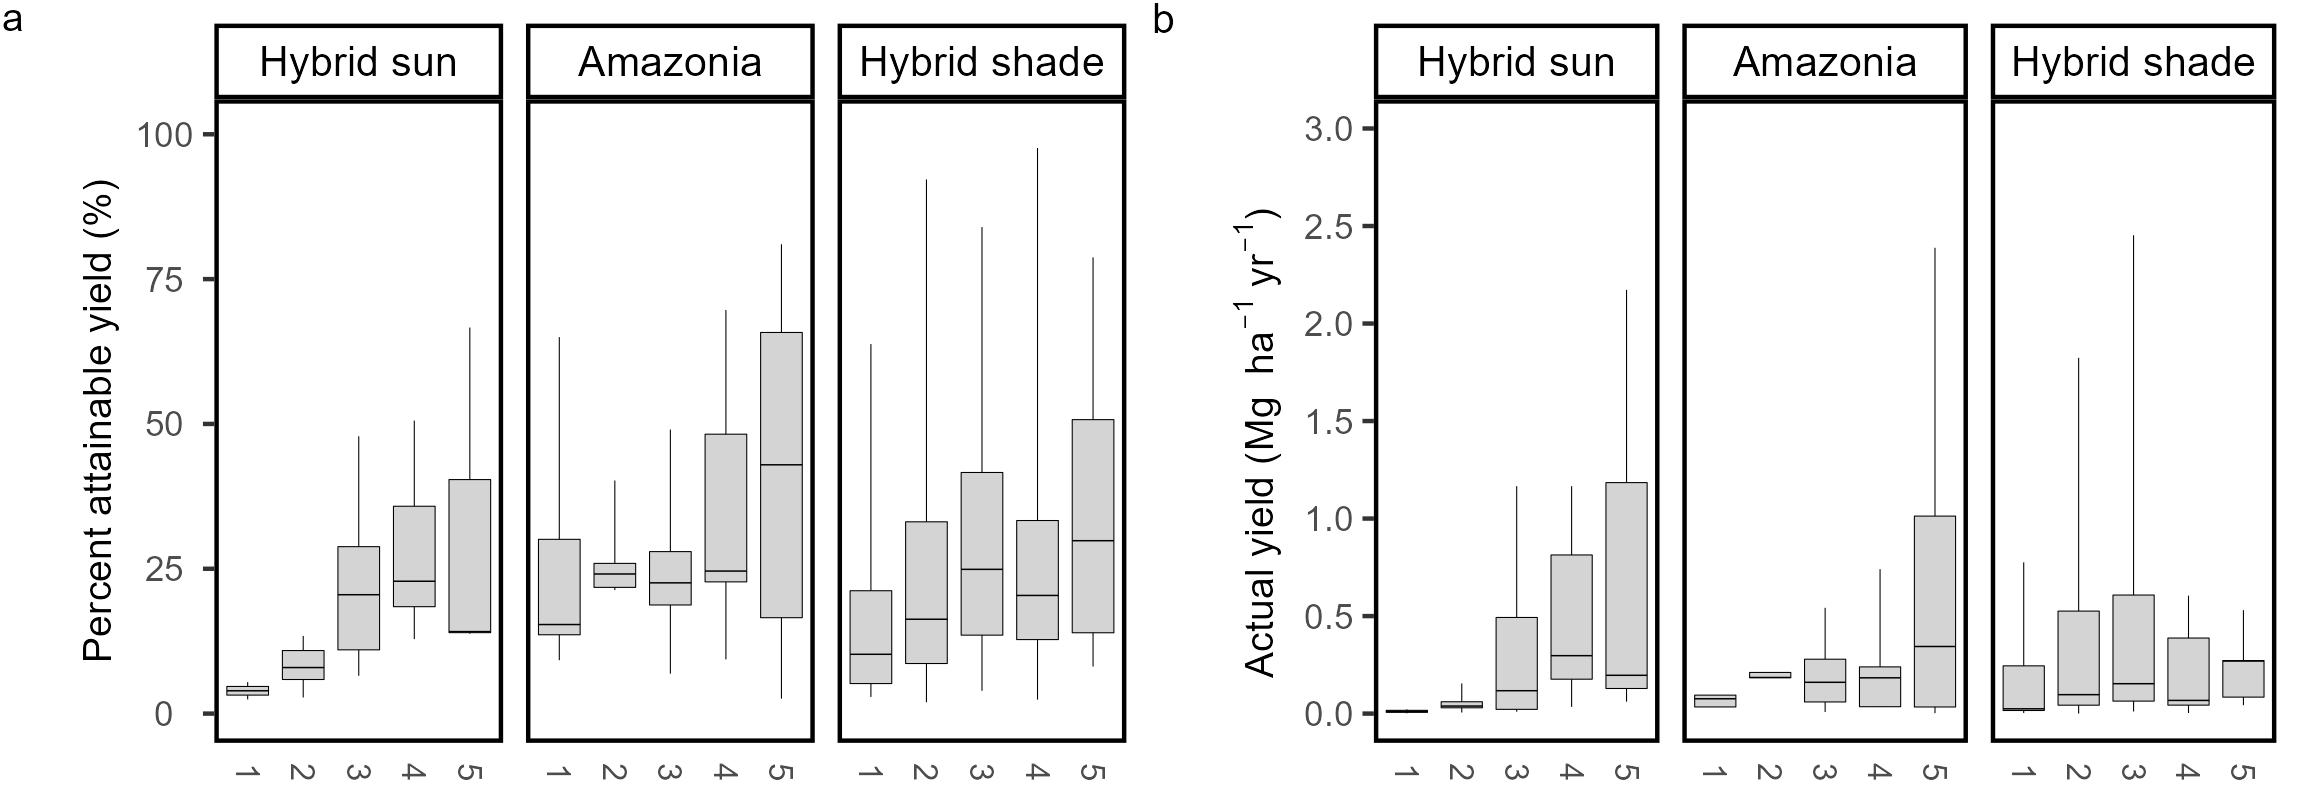 a
Hybrid sun Amazonia Hybrid shade
Percent attainable yield (%)
100
75
50
25
0
1 2 3 4 5 1 2 3 4 5 1 2 3 4 5
b
Hybrid sun Amazonia Hybrid shade
Actual yield (Mg ha⁻¹ yr⁻¹)
3.0
2.5
2.0
1.5
1.0
0.5
0.0
1 2 3 4 5 1 2 3 4 5 1 2 3 4 5